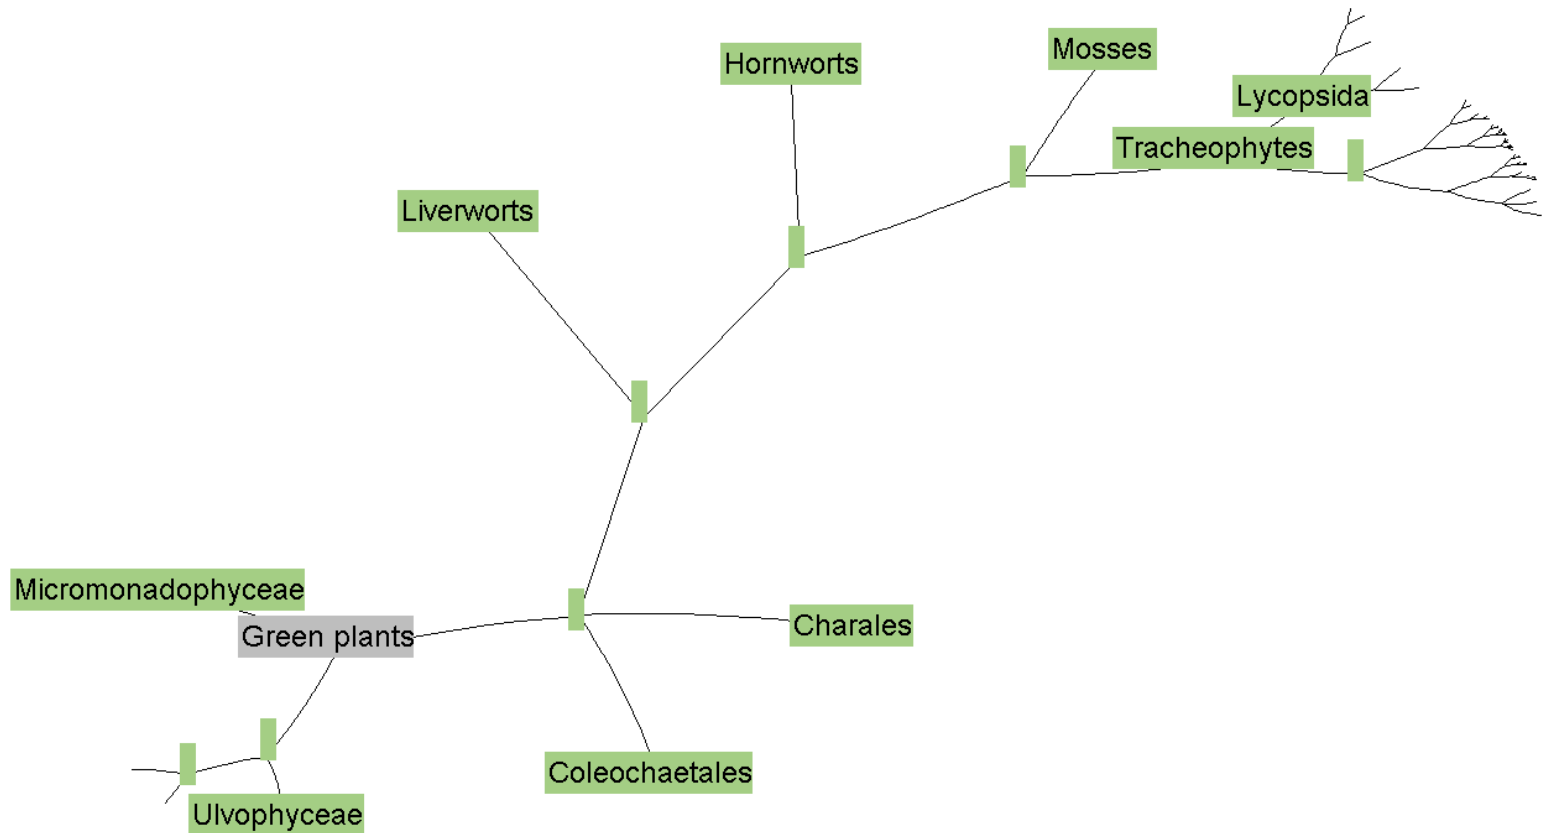 Mosses
Hornworts
Lycopsida
Tracheophytes
Liverworts
Micromonadophyceae
Charales
Green plants
Coleochaetales
Ulvophyceae